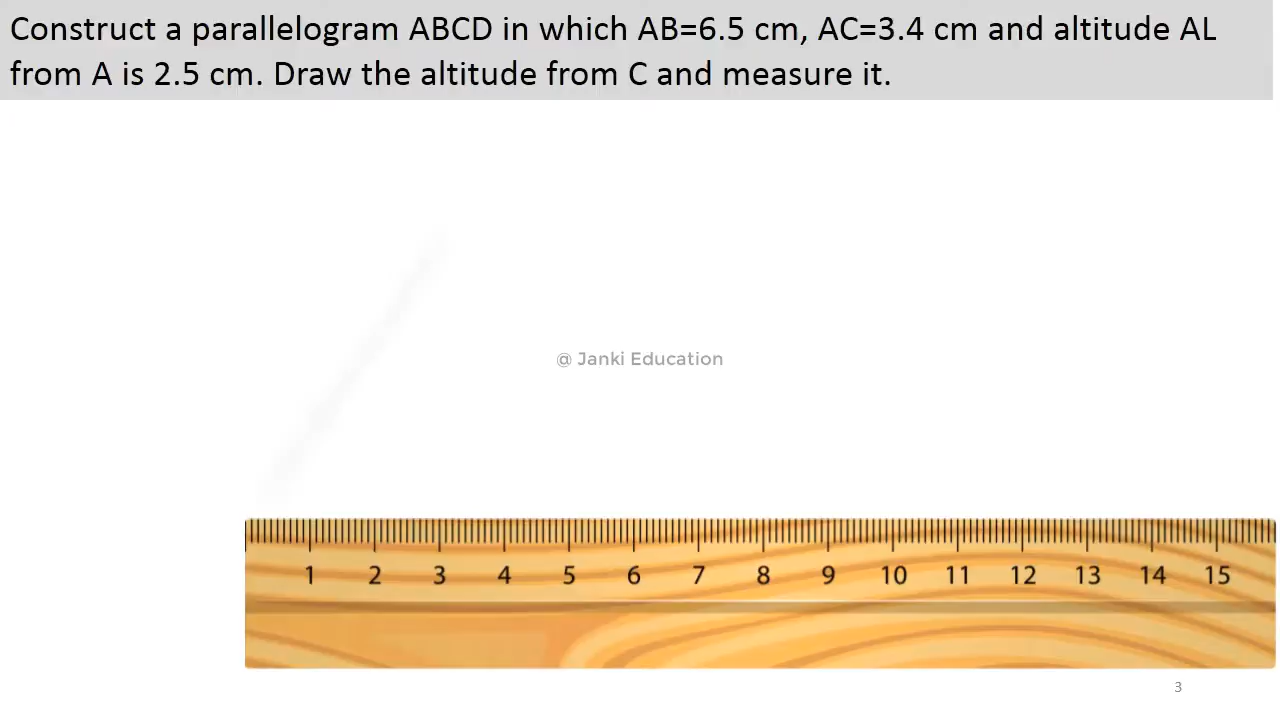 Construct a parallelogram ABCD in which AB=6.5 cm, AC=3.4 cm and altitude AL
from A is 2.5 cm. Draw the altitude from C and measure it.
@ Janki Education
1 2 3 4 5 6 7 8 9 10 11 12 13 14 15
3